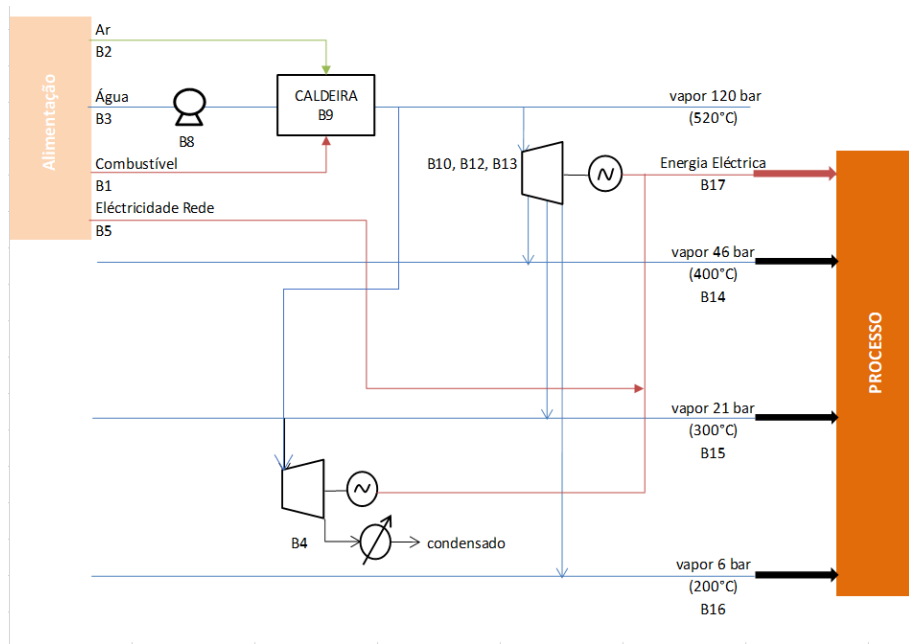 Alimentação
Ar
B2
Água
B3
B8
Combustível
B1
Eléctricidade Rede
B5
CALDEIRA
B9
vapor 120 bar
(520°C)
B10, B12, B13
Energia Eléctrica
B17
vapor 46 bar
(400°C)
B14
PROCESSO
vapor 21 bar
(300°C)
B15
B4
condensado
vapor 6 bar
(200°C)
B16